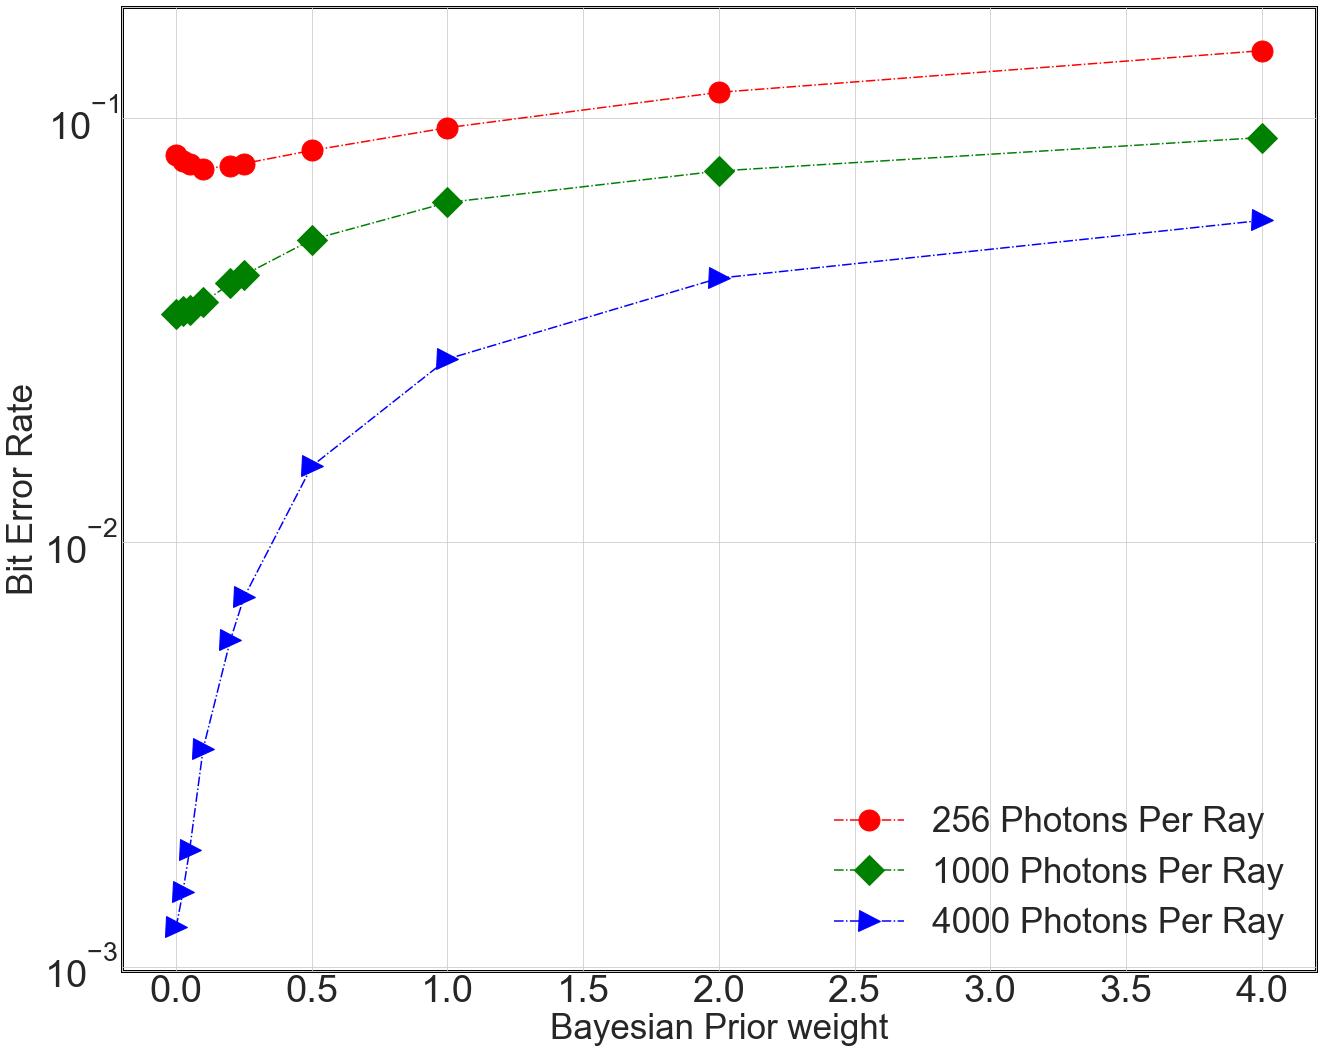 Bit Error Rate
10⁻¹
10⁻²
10⁻³
0.0 0.5 1.0 1.5 2.0 2.5 3.0 3.5 4.0
Bayesian Prior weight
256 Photons Per Ray
1000 Photons Per Ray
4000 Photons Per Ray